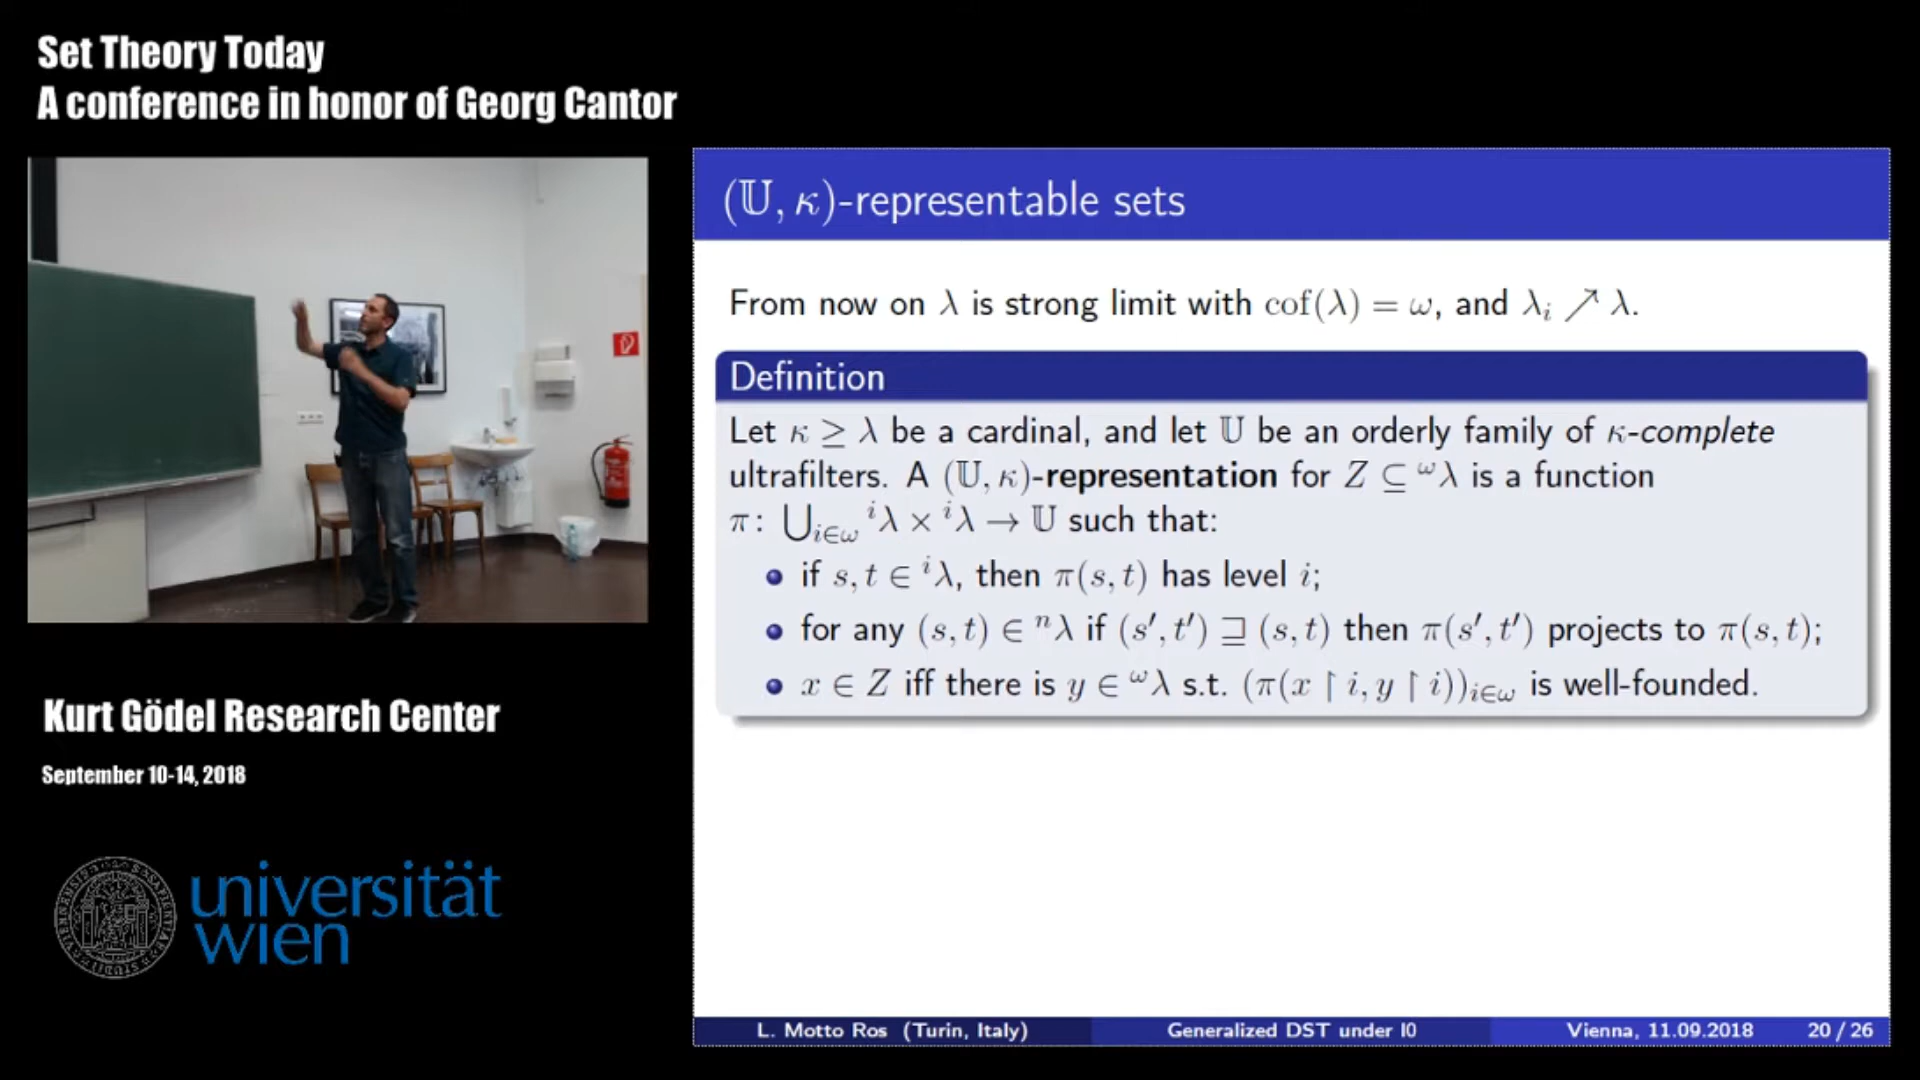 Set Theory Today
A conference in honor of Georg Cantor
(𝕌, κ)-representable sets
From now on λ is strong limit with cof(λ) = ω, and λᵢ ↗ λ.
Definition
Let κ ≥ λ be a cardinal, and let 𝕌 be an orderly family of κ-complete
ultrafilters. A (𝕌, κ)-representation for Z ⊆ ^ωλ is a function
π: ⋃_{i∈ω} ^iλ × ^iλ → 𝕌 such that:
• if s, t ∈ ^iλ, then π(s, t) has level i;
• for any (s, t) ∈ ^nλ if (s′, t′) ⊒ (s, t) then π(s′, t′) projects to π(s, t);
• x ∈ Z iff there is y ∈ ^ωλ s.t. (π(x ↾ i, y ↾ i))_{i∈ω} is well-founded.
Kurt Gödel Research Center
September 10-14, 2018
universität
wien
L. Motto Ros (Turin, Italy) Generalized DST under I0 Vienna, 11.09.2018 20 / 26